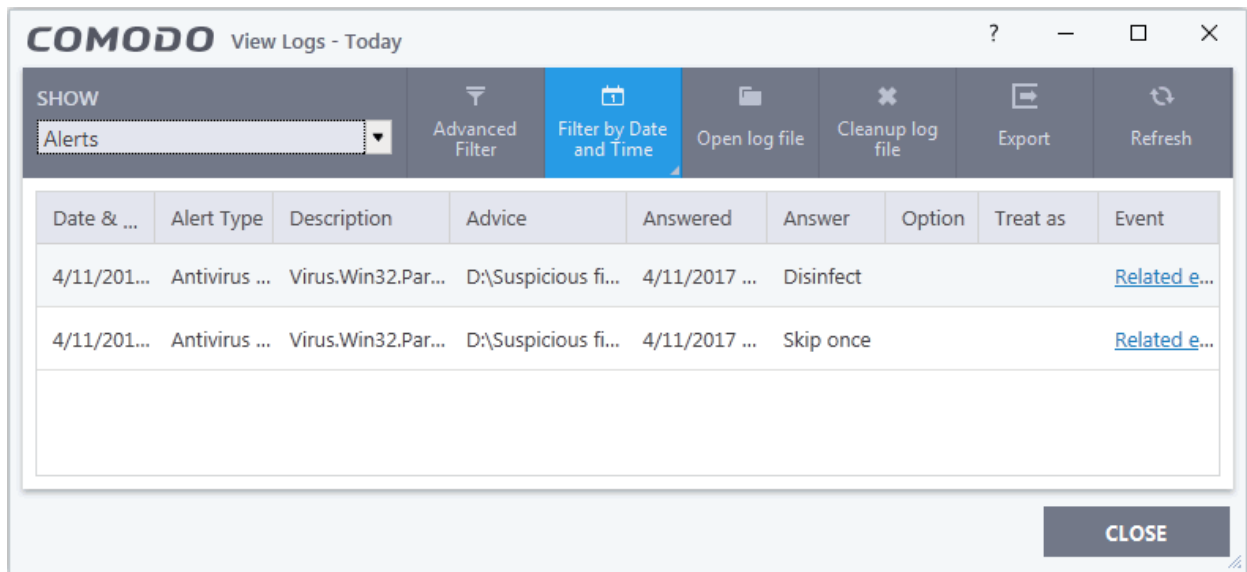 COMODO View Logs - Today ?
SHOW
Alerts
Advanced
Filter
1
Filter by Date
and Time
Open log file
Cleanup log
file
Export
Refresh
Date & ... Alert Type Description Advice Answered Answer Option Treat as Event
4/11/201... Antivirus ... Virus.Win32.Par... D:\Suspicious fi... 4/11/2017 ... Disinfect Related e...
4/11/201... Antivirus ... Virus.Win32.Par... D:\Suspicious fi... 4/11/2017 ... Skip once Related e...
CLOSE